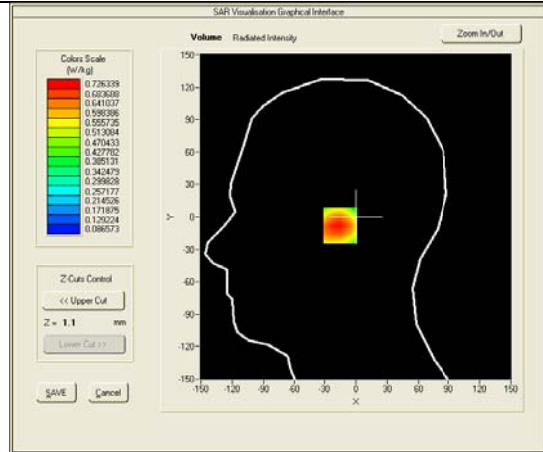 SAR Visualisation Graphical Interface
Volume Radiated Intensity
Zoom In/Out
Colors Scale
(W/kg)
0.726339
0.683688
0.641037
0.598386
0.555735
0.513084
0.470433
0.427782
0.385131
0.342479
0.299828
0.257177
0.214526
0.171875
0.129224
0.086573
Z-Cuts Control
<< Upper Cut
Z = 1.1 mm
Lower Cut >>
SAVE Cancel
150-
120-
90-
60-
30-
0-
-30-
-60-
-90-
-120-
-150-
Y
-150 -120 -90 -60 -30 0 30 60 90 120 150
X